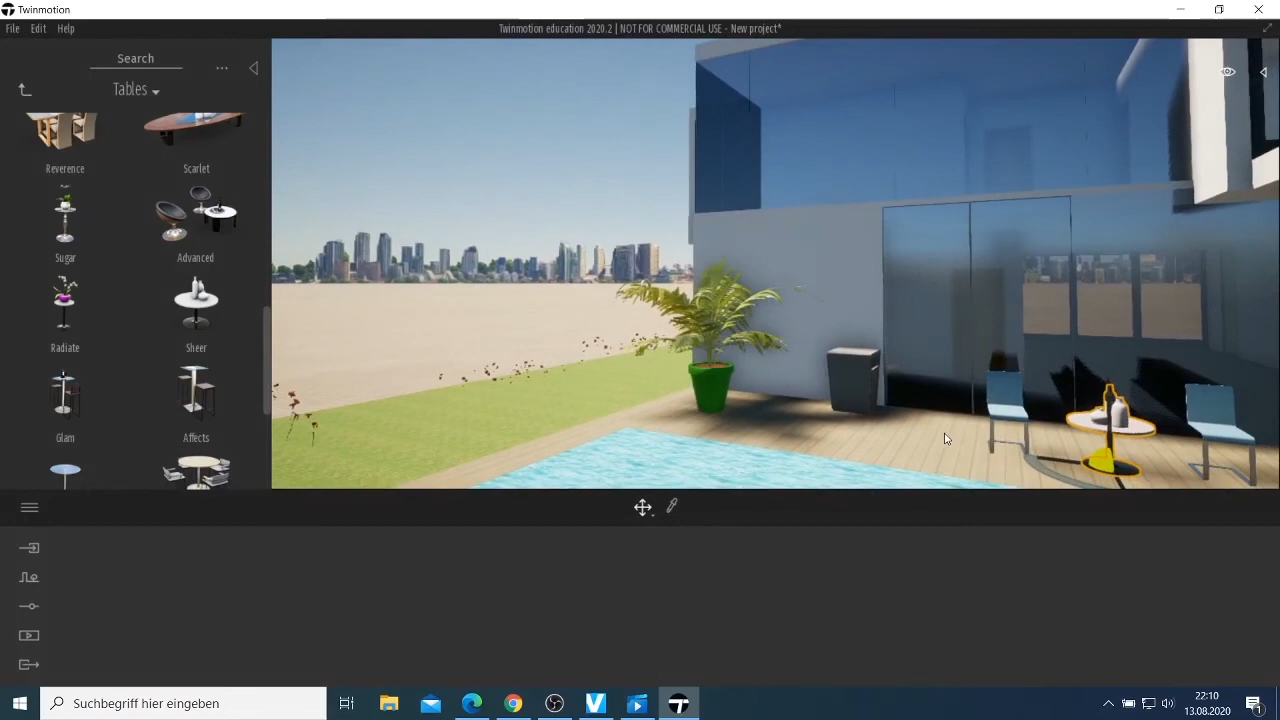 Twinmotion
File Edit Help
Twinmotion education 2020.2 | NOT FOR COMMERCIAL USE - New project*
Search
...
Tables
Reverence
Scarlet
Sugar
Advanced
Radiate
Sheer
Glam
Affects
Suchbegriff hier eingeben
22:10
13.08.2020
1